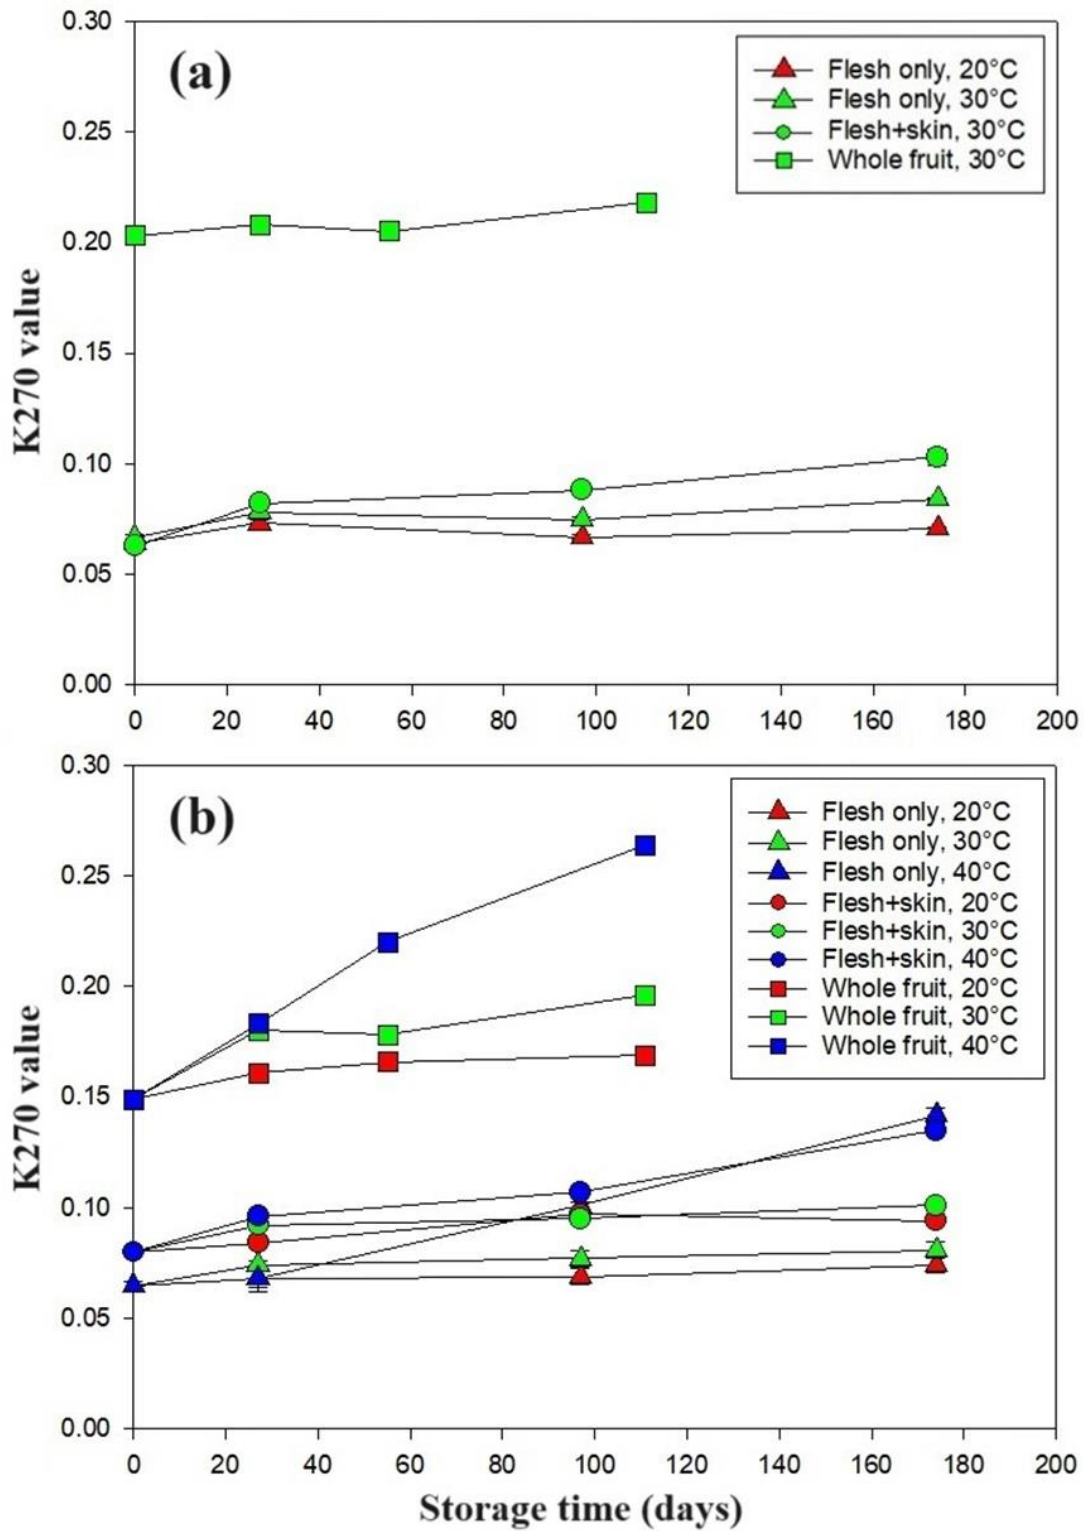 0.30
(a)
Flesh only, 20°C
Flesh only, 30°C
Flesh+skin, 30°C
Whole fruit, 30°C
0.25
0.20
0.15
0.10
0.05
0.00
K270 value
0 20 40 60 80 100 120 140 160 180 200
0.30
(b)
Flesh only, 20°C
Flesh only, 30°C
Flesh only, 40°C
Flesh+skin, 20°C
Flesh+skin, 30°C
Flesh+skin, 40°C
Whole fruit, 20°C
Whole fruit, 30°C
Whole fruit, 40°C
0.25
0.20
0.15
0.10
0.05
0.00
K270 value
0 20 40 60 80 100 120 140 160 180 200
Storage time (days)